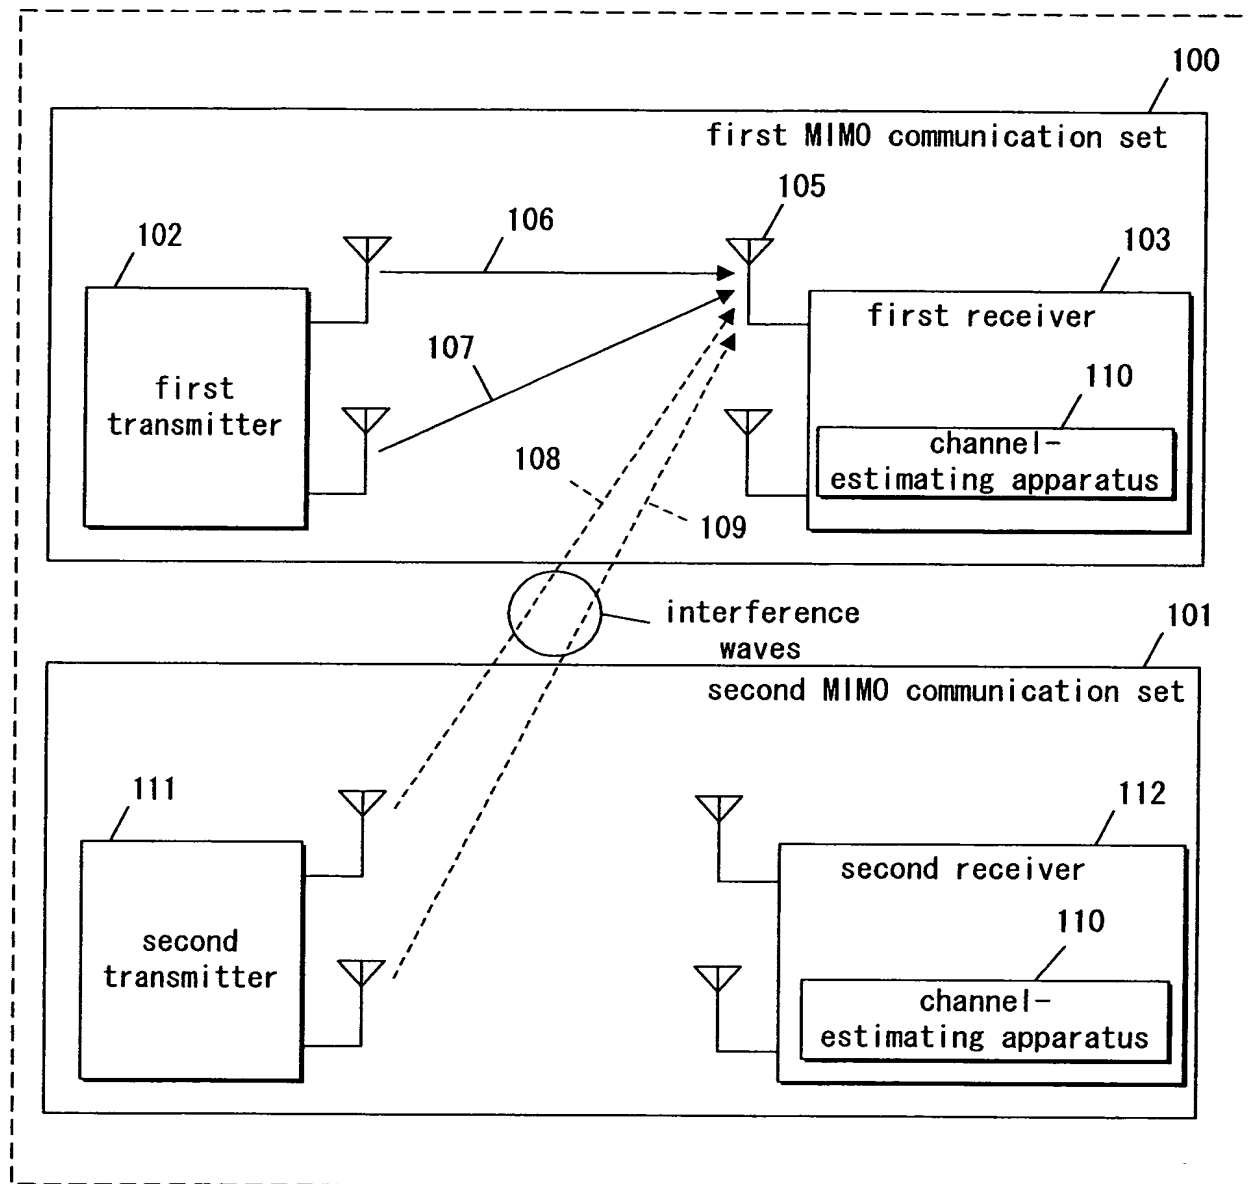 100
first MIMO communication set
105
106
102
103
first receiver
107
110
first
transmitter
channel-
estimating apparatus
108
109
interference
waves
101
second MIMO communication set
111
112
second receiver
110
second
transmitter
channel-
estimating apparatus